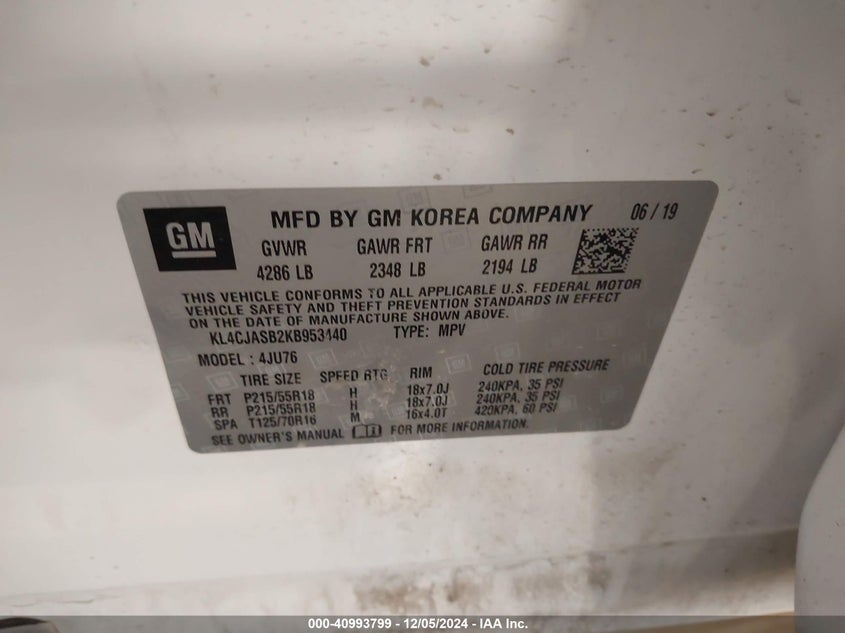 GM
MFD BY GM KOREA COMPANY 06 / 19
GVWR GAWR FRT GAWR RR
4286 LB 2348 LB 2194 LB
THIS VEHICLE CONFORMS TO ALL APPLICABLE U.S. FEDERAL MOTOR
VEHICLE SAFETY AND THEFT PREVENTION STANDARDS IN EFFECT
ON THE DATE OF MANUFACTURE SHOWN ABOVE.
KL4CJASB2KB953440 TYPE: MPV
MODEL : 4JU76
TIRE SIZE SPEED RTG RIM COLD TIRE PRESSURE
FRT P215/55R18 H 18x7.0J 240KPA, 35 PSI
RR P215/55R18 H 18x7.0J 240KPA, 35 PSI
SPA T125/70R16 M 16x4.0T 420KPA, 60 PSI
SEE OWNER'S MANUAL FOR MORE INFORMATION.
000-40993799 - 12/05/2024 - IAA Inc.